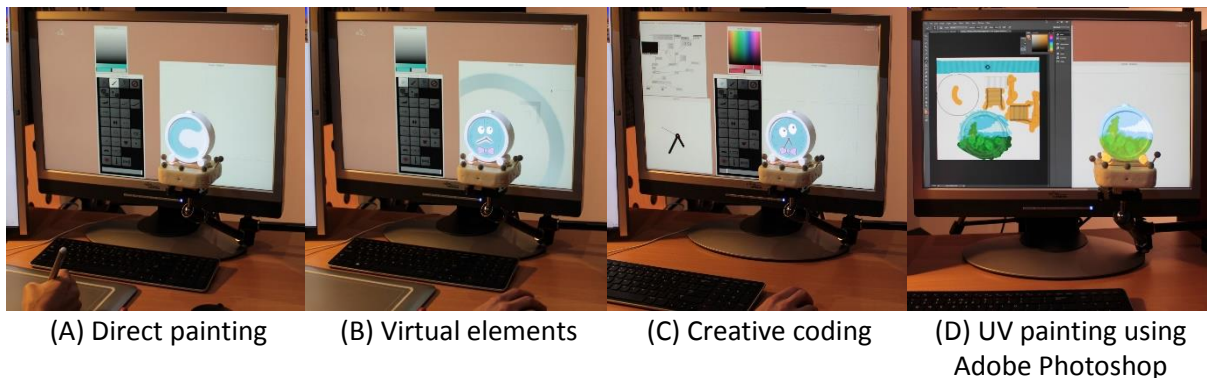 (A) Direct painting
(B) Virtual elements
(C) Creative coding
(D) UV painting using
Adobe Photoshop